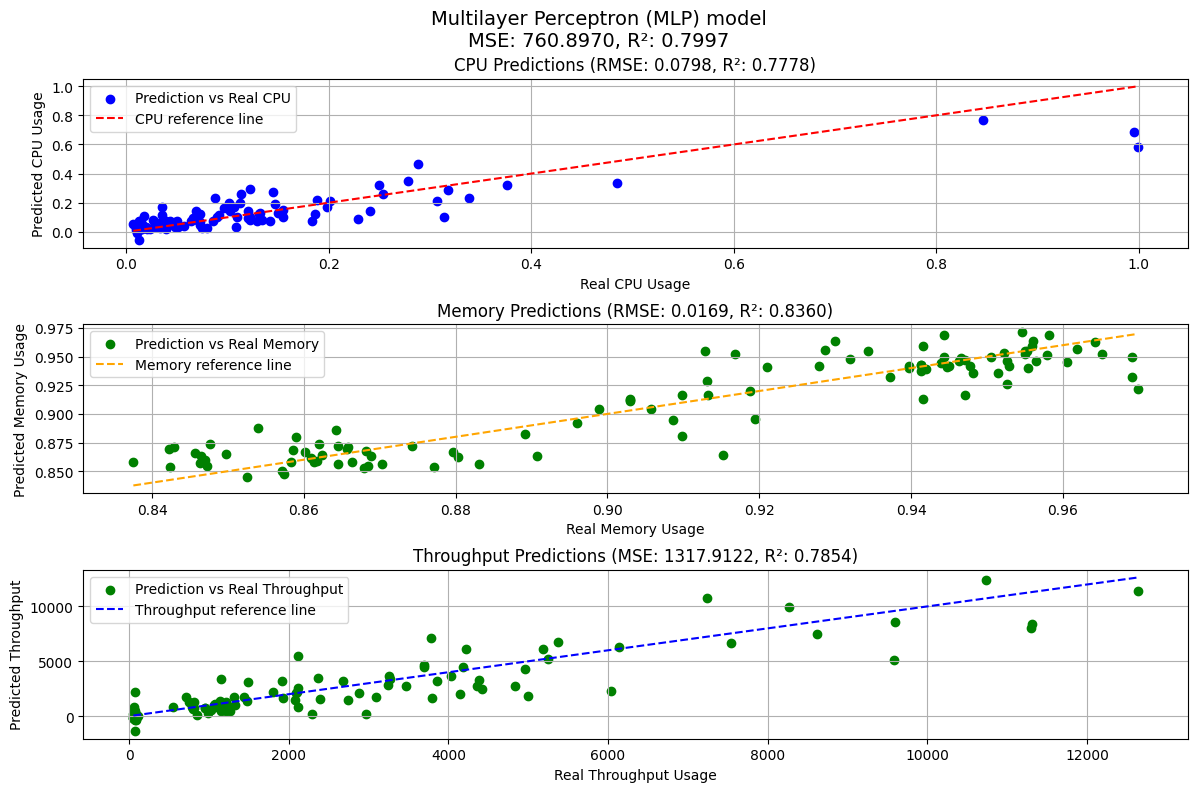 Multilayer Perceptron (MLP) model
MSE: 760.8970, R²: 0.7997
CPU Predictions (RMSE: 0.0798, R²: 0.7778)
Predicted CPU Usage
1.0
0.8
0.6
0.4
0.2
0.0
Prediction vs Real CPU
CPU reference line
0.0 0.2 0.4 0.6 0.8 1.0
Real CPU Usage
Memory Predictions (RMSE: 0.0169, R²: 0.8360)
Predicted Memory Usage
0.975
0.950
0.925
0.900
0.875
0.850
Prediction vs Real Memory
Memory reference line
0.84 0.86 0.88 0.90 0.92 0.94 0.96
Real Memory Usage
Throughput Predictions (MSE: 1317.9122, R²: 0.7854)
Predicted Throughput
10000
5000
0
Prediction vs Real Throughput
Throughput reference line
0 2000 4000 6000 8000 10000 12000
Real Throughput Usage